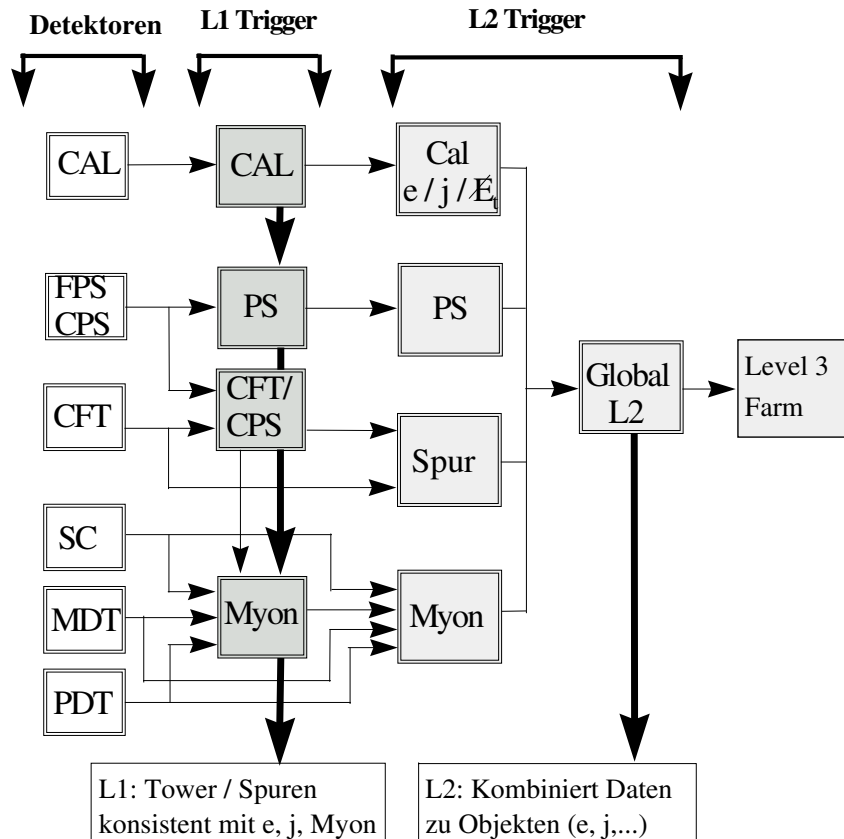 Detektoren
L1 Trigger
L2 Trigger
CAL
CAL
Cal
e / j / E̸t
FPS
CPS
PS
PS
CFT
CFT/
CPS
Spur
Global
L2
Level 3
Farm
SC
MDT
PDT
Myon
Myon
L1: Tower / Spuren
konsistent mit e, j, Myon
L2: Kombiniert Daten
zu Objekten (e, j,...)